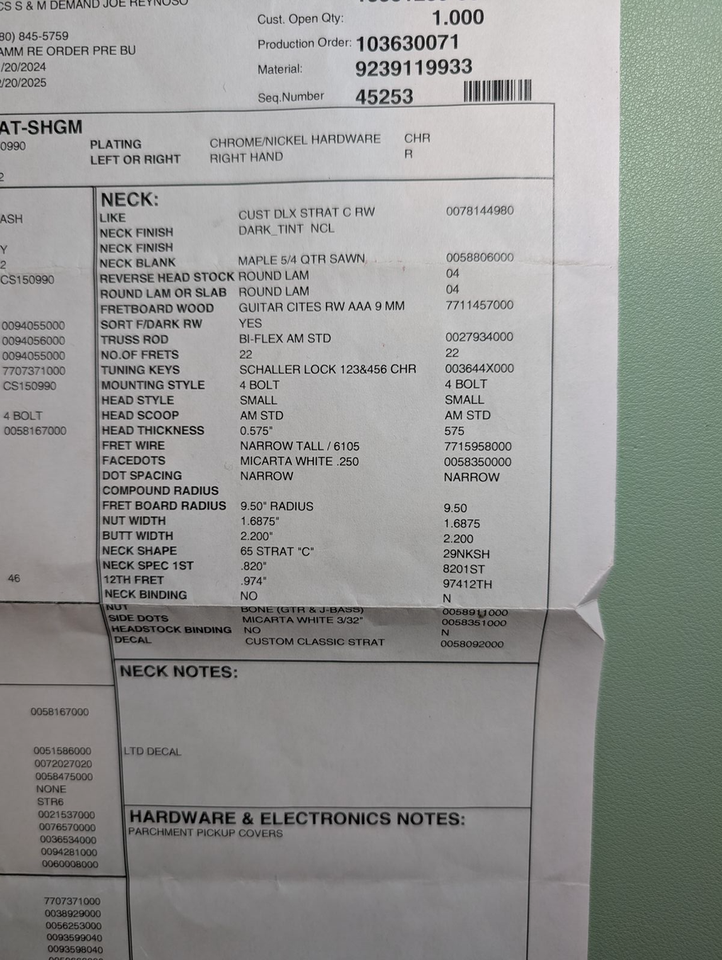 CS S & M DEMAND JOE REYNOSO
80) 845-5759
AMM RE ORDER PRE BU
/20/2024
/20/2025
Cust. Open Qty: 1.000
Production Order: 103630071
Material: 9239119933
Seq.Number 45253
AT-SHGM
0990 PLATING CHROME/NICKEL HARDWARE CHR
LEFT OR RIGHT RIGHT HAND R
2
NECK:
ASH LIKE CUST DLX STRAT C RW 0078144980
NECK FINISH DARK_TINT NCL
Y NECK FINISH
2 NECK BLANK MAPLE 5/4 QTR SAWN 0058806000
CS150990 REVERSE HEAD STOCK ROUND LAM 04
ROUND LAM OR SLAB ROUND LAM 04
FRETBOARD WOOD GUITAR CITES RW AAA 9 MM 7711457000
0094055000 SORT F/DARK RW YES
0094056000 TRUSS ROD BI-FLEX AM STD 0027934000
0094055000 NO.OF FRETS 22 22
7707371000 TUNING KEYS SCHALLER LOCK 123&456 CHR 003644X000
CS150990 MOUNTING STYLE 4 BOLT 4 BOLT
HEAD STYLE SMALL SMALL
4 BOLT HEAD SCOOP AM STD AM STD
0058167000 HEAD THICKNESS 0.575" 575
FRET WIRE NARROW TALL / 6105 7715958000
FACEDOTS MICARTA WHITE .250 0058350000
DOT SPACING NARROW NARROW
COMPOUND RADIUS
FRET BOARD RADIUS 9.50" RADIUS 9.50
NUT WIDTH 1.6875" 1.6875
BUTT WIDTH 2.200" 2.200
NECK SHAPE 65 STRAT "C" 29NKSH
NECK SPEC 1ST .820" 8201ST
46 12TH FRET .974" 97412TH
NECK BINDING NO N
NUT BONE (GTR & J-BASS)
SIDE DOTS MICARTA WHITE 3/32" 0058351000
HEADSTOCK BINDING NO N
DECAL CUSTOM CLASSIC STRAT 0058092000
NECK NOTES:
0058167000
0051586000 LTD DECAL
0072027020
0058475000
NONE
STR6
0021537000 HARDWARE & ELECTRONICS NOTES:
0076570000 PARCHMENT PICKUP COVERS
0036534000
0094281000
0060008000
7707371000
0038929000
0056253000
0093599040
0093598040